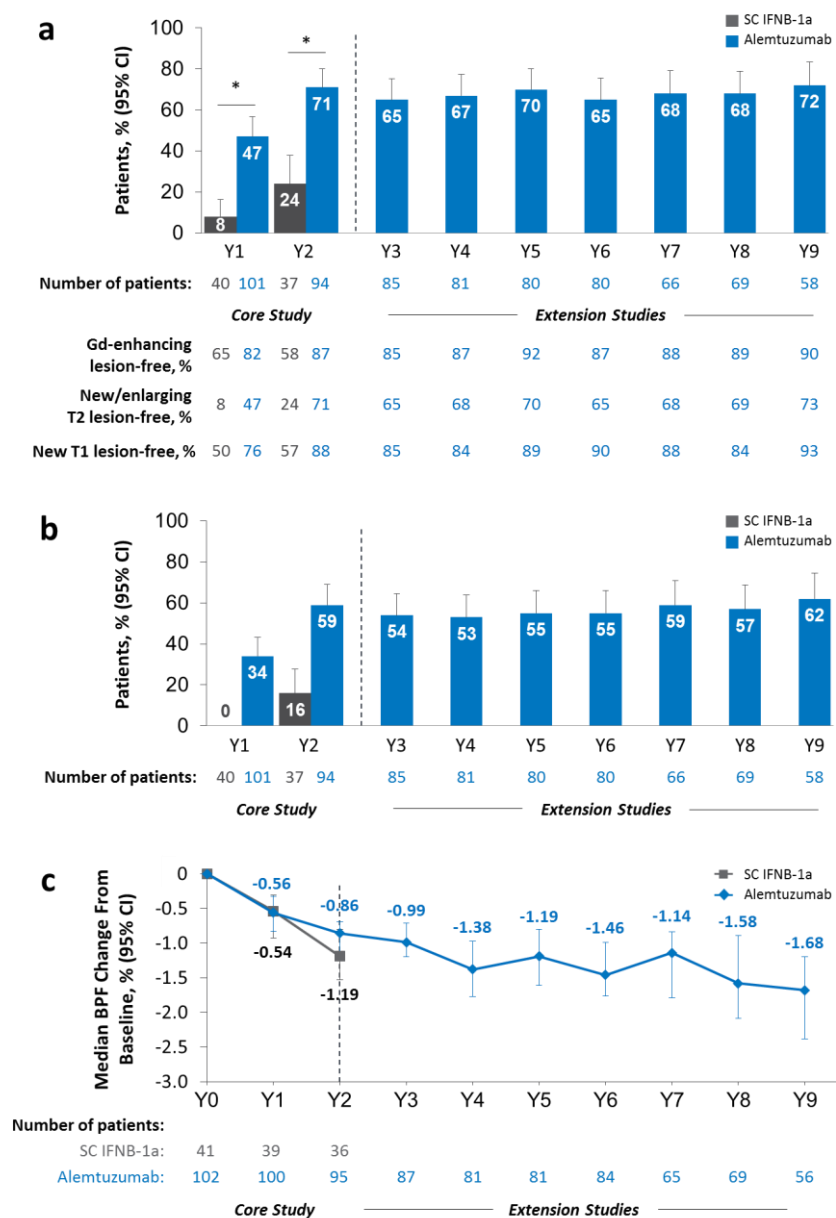 a
SC IFNB-1a
Alemtuzumab
Patients, % (95% CI)
100
80
60
40
20
0
*
*
8
47
24
71
65
67
70
65
68
68
72
Y1
Y2
Y3
Y4
Y5
Y6
Y7
Y8
Y9
Number of patients: 40 101 37 94 85 81 80 80 66 69 58
Core Study Extension Studies
Gd-enhancing
lesion-free, % 65 82 58 87 85 87 92 87 88 89 90
New/enlarging
T2 lesion-free, % 8 47 24 71 65 68 70 65 68 69 73
New T1 lesion-free, % 50 76 57 88 85 84 89 90 88 84 93
b
SC IFNB-1a
Alemtuzumab
Patients, % (95% CI)
100
80
60
40
20
0
0
34
16
59
54
53
55
55
59
57
62
Y1
Y2
Y3
Y4
Y5
Y6
Y7
Y8
Y9
Number of patients: 40 101 37 94 85 81 80 80 66 69 58
Core Study Extension Studies
c
SC IFNB-1a
Alemtuzumab
Median BPF Change From
Baseline, % (95% CI)
0
-0.5
-1.0
-1.5
-2.0
-2.5
-3.0
-0.56
-0.86
-0.99
-1.38
-1.19
-1.46
-1.14
-1.58
-1.68
-0.54
-1.19
Y0
Y1
Y2
Y3
Y4
Y5
Y6
Y7
Y8
Y9
Number of patients:
SC IFNB-1a: 41 39 36
Alemtuzumab: 102 100 95 87 81 81 84 65 69 56
Core Study Extension Studies